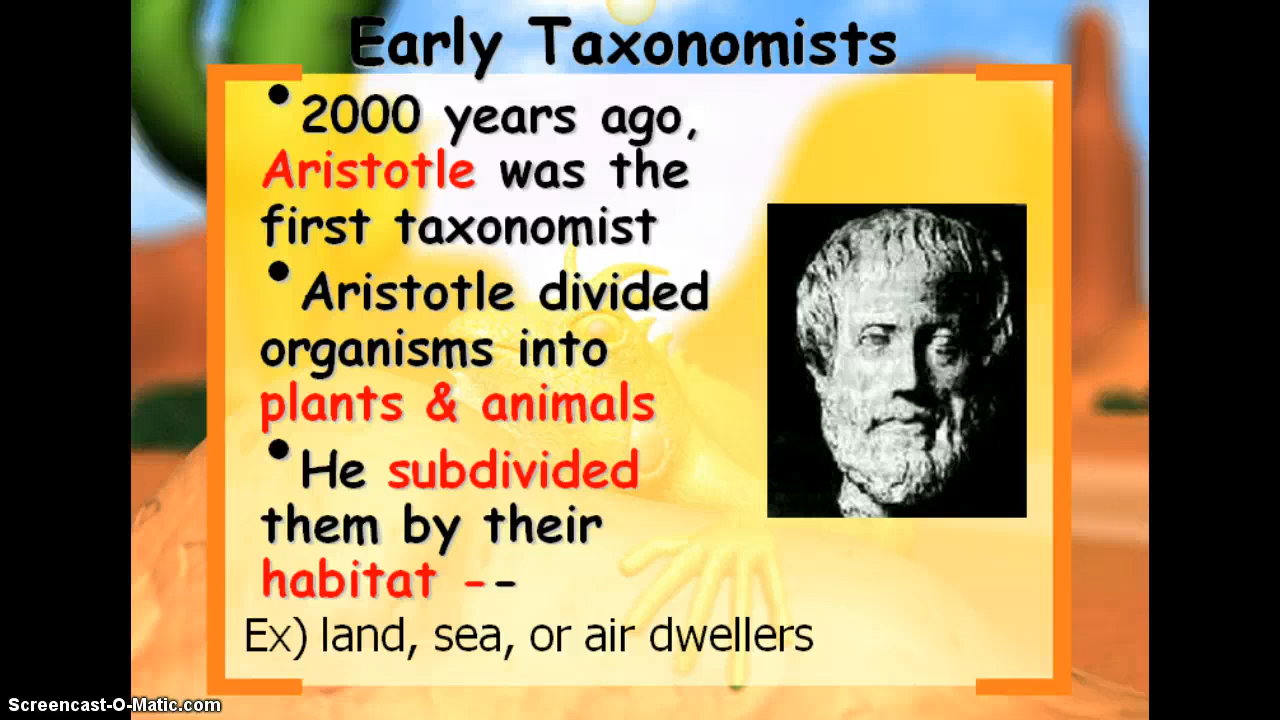 Early Taxonomists
•2000 years ago,
Aristotle was the
first taxonomist
•Aristotle divided
organisms into
plants & animals
•He subdivided
them by their
habitat --
Ex) land, sea, or air dwellers
Screencast-O-Matic.com